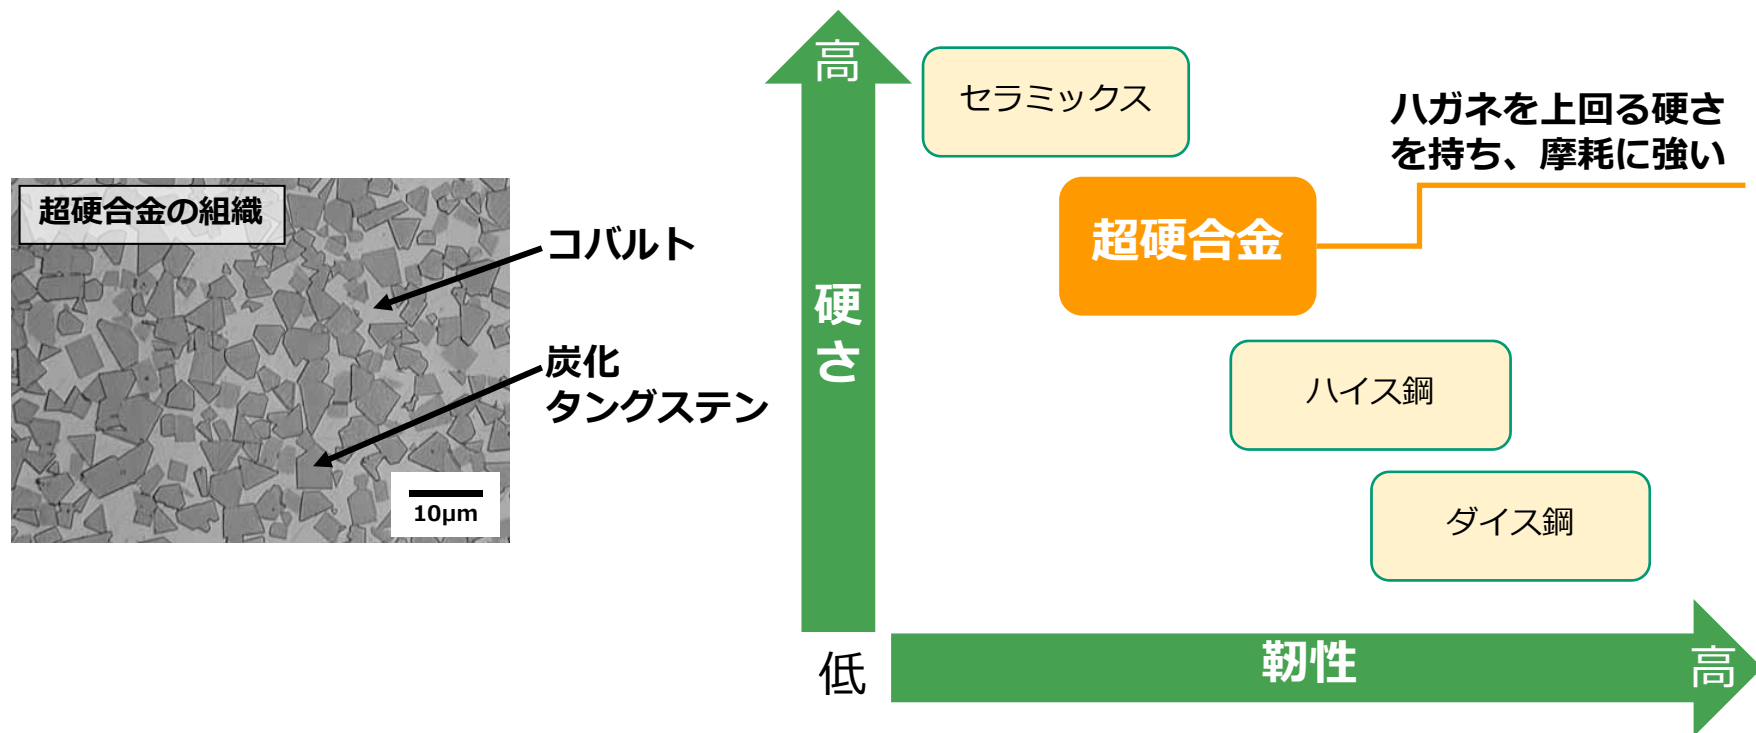 超硬合金の組織
コバルト
炭化
タングステン
10μm
高
硬
さ
低
靭性
高
セラミックス
超硬合金
ハガネを上回る硬さ
を持ち、摩耗に強い
ハイス鋼
ダイス鋼